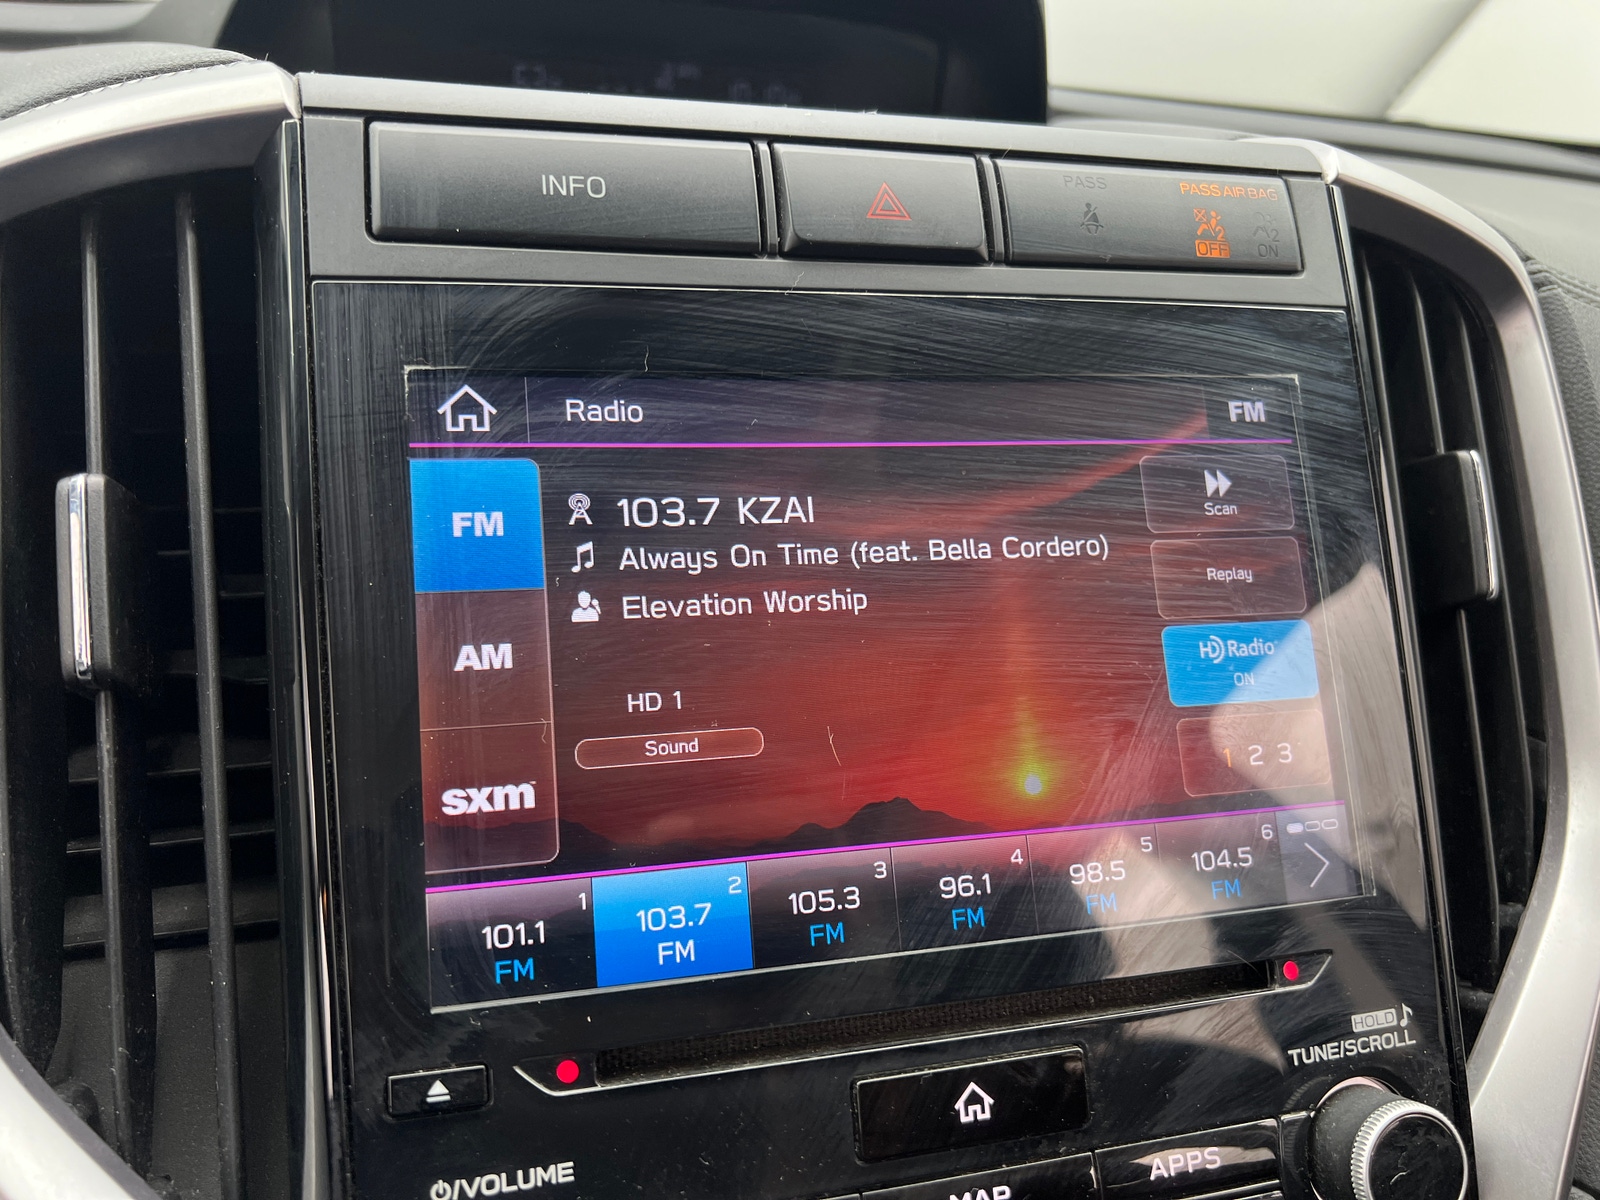 INFO
PASS
PASS AIR BAG
2
OFF
2
ON
Radio
FM
FM
AM
sxm
103.7 KZAI
Always On Time (feat. Bella Cordero)
Elevation Worship
HD 1
Sound
Scan
Replay
HD Radio
ON
1 2 3
1
101.1
FM
2
103.7
FM
3
105.3
FM
4
96.1
FM
5
98.5
FM
6
104.5
FM
HOLD
TUNE/SCROLL
/VOLUME
MAP
APPS